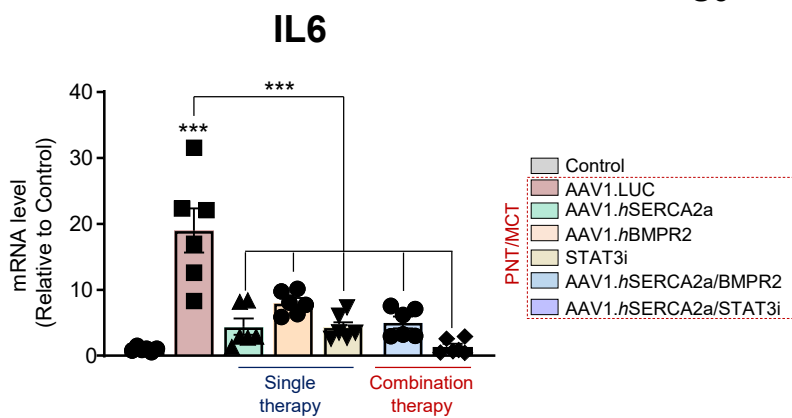 IL6
mRNA level
(Relative to Control)
40
30
20
10
0
***
***
Single
therapy
Combination
therapy
PNT/MCT
Control
AAV1.LUC
AAV1.hSERCA2a
AAV1.hBMPR2
STAT3i
AAV1.hSERCA2a/BMPR2
AAV1.hSERCA2a/STAT3i